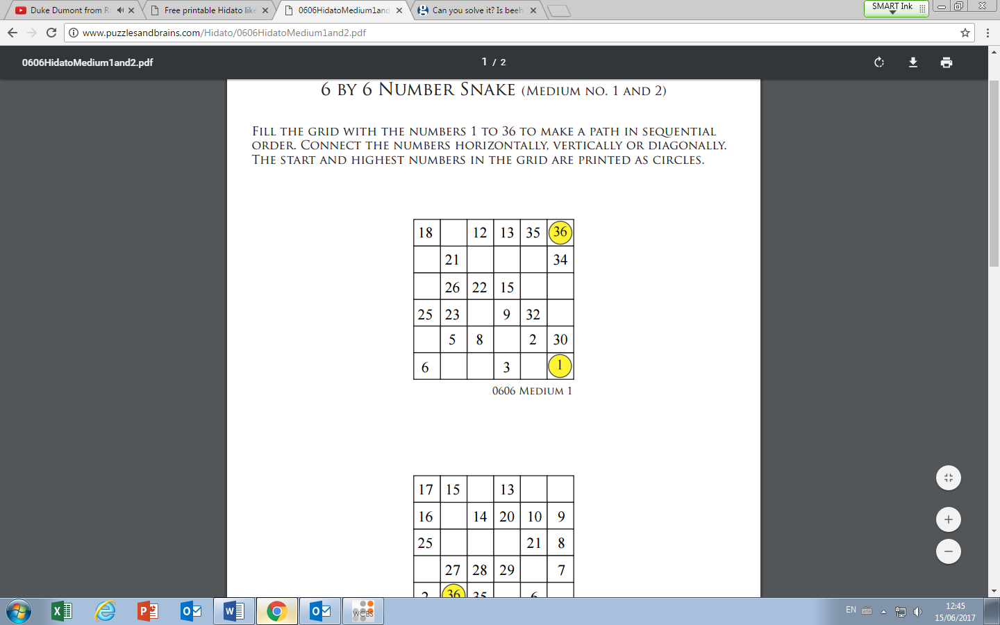 Duke Dumont from R
Free printable Hidato like
0606HidatoMedium1and
Can you solve it? Is beeh
SMART Ink
www.puzzlesandbrains.com/Hidato/0606HidatoMedium1and2.pdf
0606HidatoMedium1and2.pdf
1 / 2
6 by 6 Number Snake (Medium no. 1 and 2)
Fill the grid with the numbers 1 to 36 to make a path in sequential
order. Connect the numbers horizontally, vertically or diagonally.
The start and highest numbers in the grid are printed as circles.
18 12 13 35 36
21 34
26 22 15
25 23 9 32
5 8 2 30
6 3 1
0606 Medium 1
17 15 13
16 14 20 10 9
25 21 8
27 28 29 7
2 36 35 6
WCBS
EN
12:45
15/06/2017